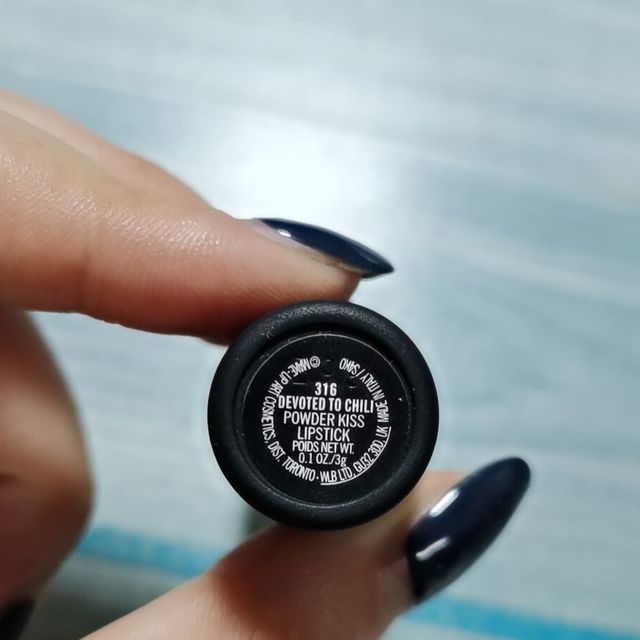 316
DEVOTED TO CHILI
POWDER KISS
LIPSTICK
POIDS NET WT.
0.1 OZ./3g
© MAKE-UP ART COSMETICS, DIST. TORONTO · WLB LTD, GU32 3DD, UK MADE IN ITALY /